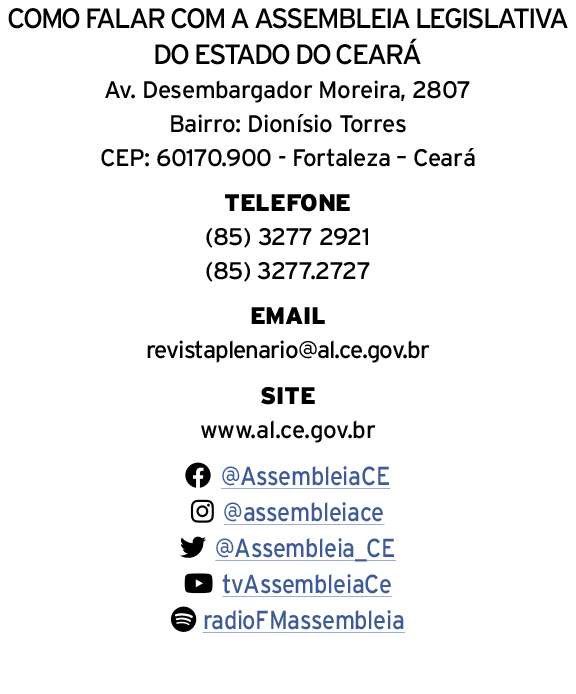 COMO FALAR COM A ASSEMBLEIA LEGISLATIVA
DO ESTADO DO CEARÁ
Av. Desembargador Moreira, 2807
Bairro: Dionísio Torres
CEP: 60170.900 - Fortaleza – Ceará
TELEFONE
(85) 3277 2921
(85) 3277.2727
EMAIL
revistaplenario@al.ce.gov.br
SITE
www.al.ce.gov.br
@AssembleiaCE
@assembleiace
@Assembleia_CE
tvAssembleiaCe
radioFMassembleia